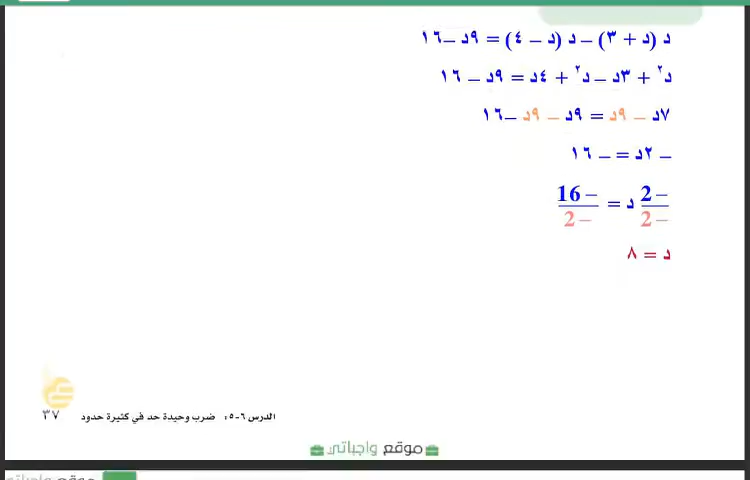 د (د + ٣) – د (د – ٤) = ٩د –١٦
د٢ + ٣د – د٢ + ٤د = ٩د – ١٦
٧د – ٩د = ٩د – ٩د –١٦
– ٢د = – ١٦
–2/–2 د = –16/–2
د = ٨
الدرس ٦-٥: ضرب وحيدة حد في كثيرة حدود ٣٧
موقع واجباتي